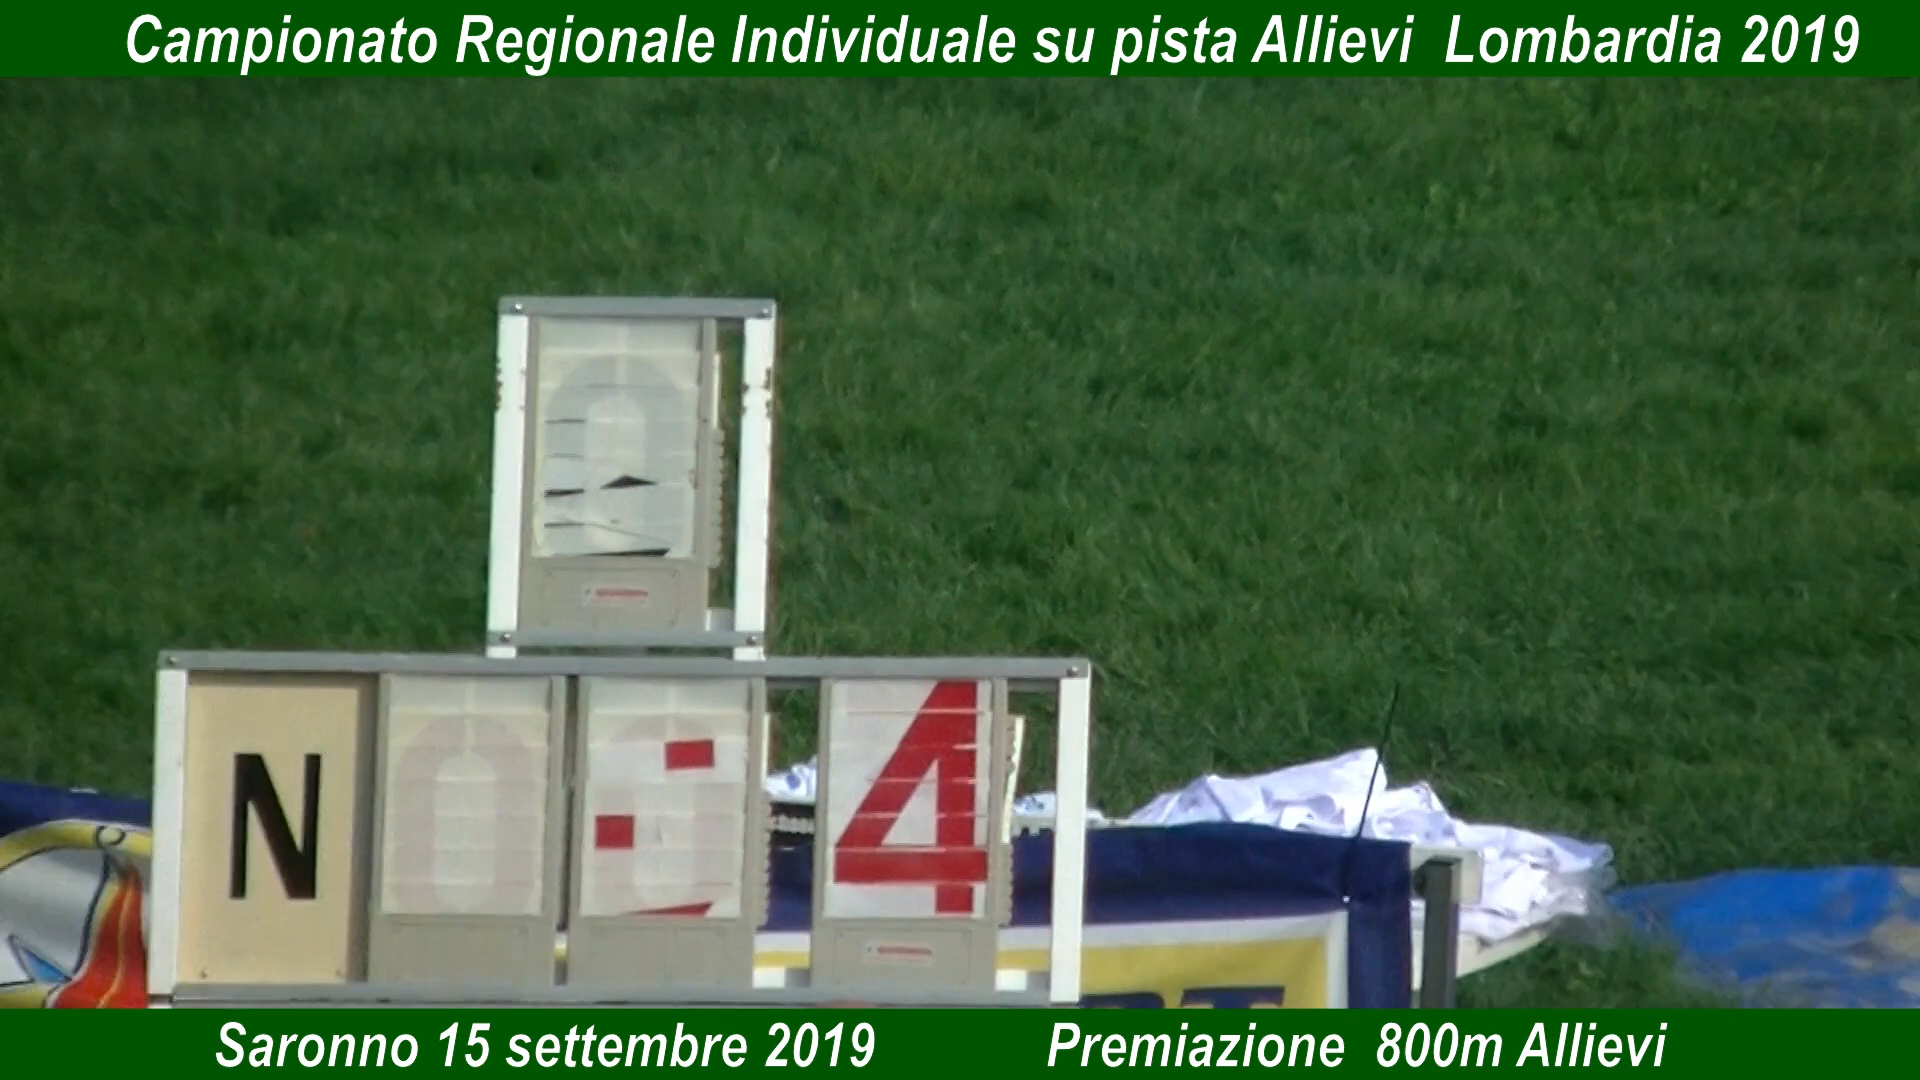 Campionato Regionale Individuale su pista Allievi Lombardia 2019
N
4
Saronno 15 settembre 2019 Premiazione 800m Allievi